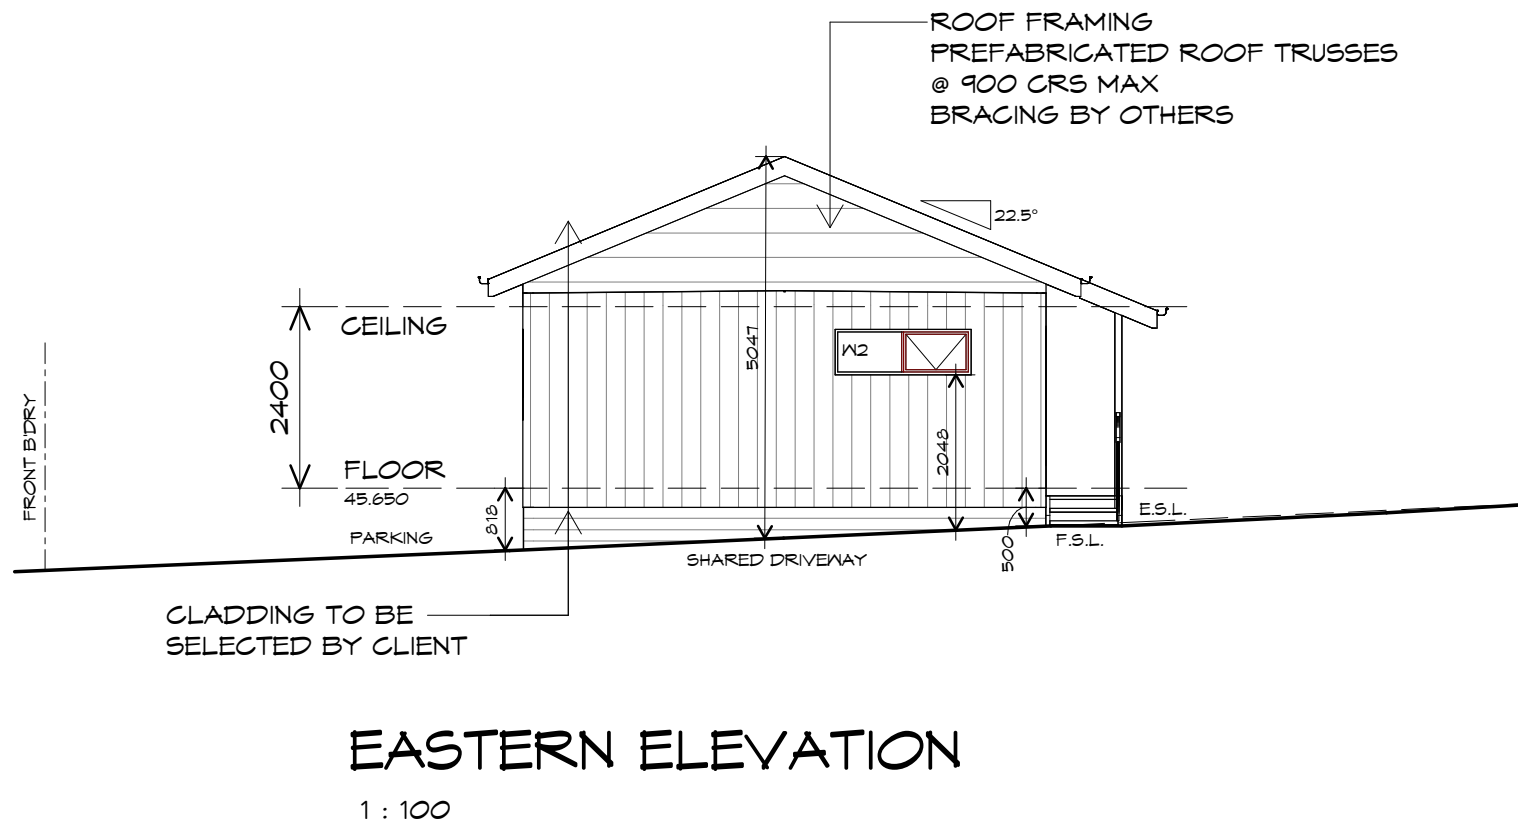 ROOF FRAMING
PREFABRICATED ROOF TRUSSES
@ 900 CRS MAX
BRACING BY OTHERS
22.5°
CEILING
5047
W2
2400
FRONT B'DRY
2048
FLOOR
45.650
818
E.S.L.
PARKING
F.S.L.
500
SHARED DRIVEWAY
CLADDING TO BE
SELECTED BY CLIENT
EASTERN ELEVATION
1 : 100